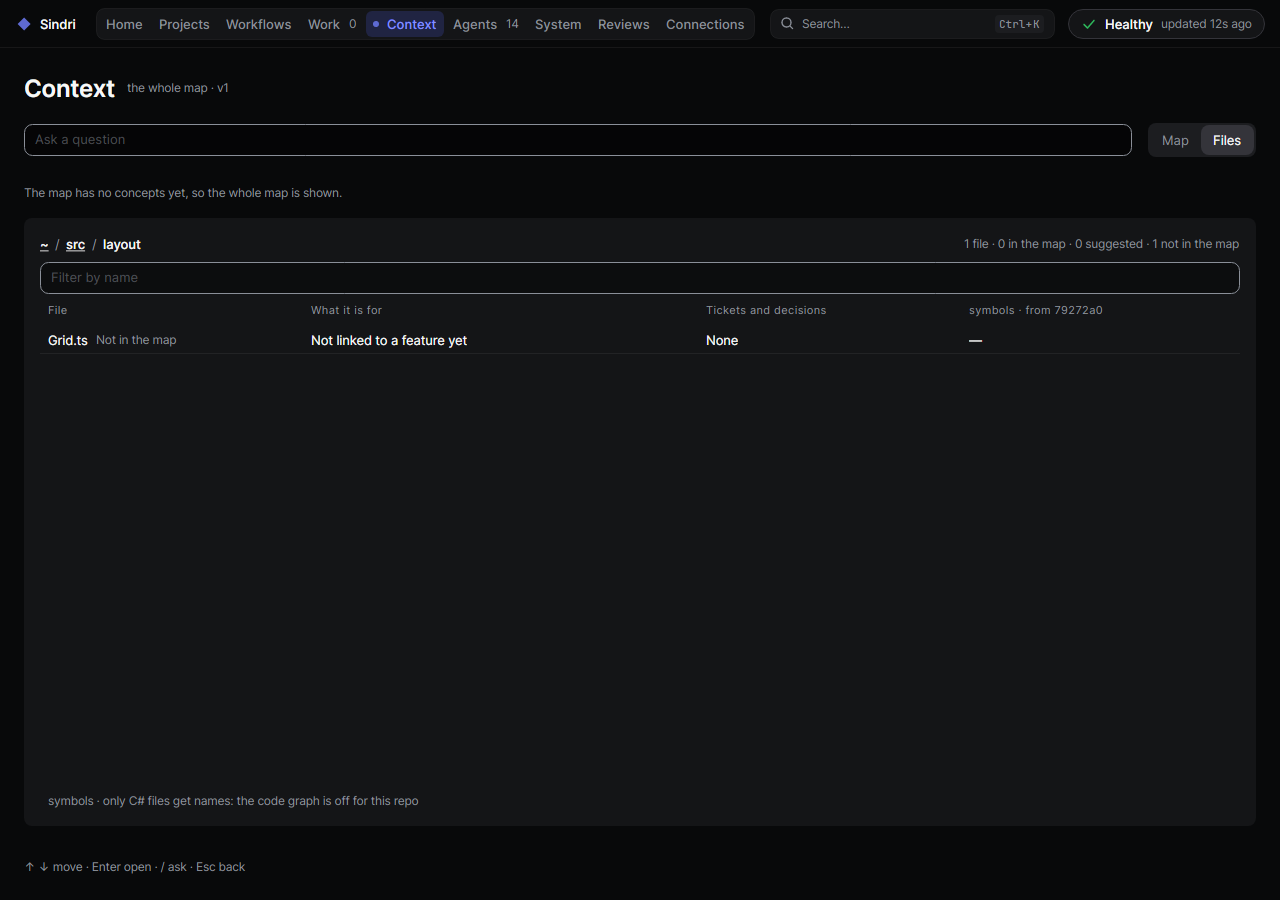 Sindri Home Projects Workflows Work 0 Context Agents 14 System Reviews Connections Search... Ctrl+K Healthy updated 12s ago
Context the whole map · v1
Ask a question Map Files
The map has no concepts yet, so the whole map is shown.
~ / src / layout 1 file · 0 in the map · 0 suggested · 1 not in the map
Filter by name
File What it is for Tickets and decisions symbols · from 79272a0
Grid.ts Not in the map Not linked to a feature yet None —
symbols · only C# files get names: the code graph is off for this repo
↑ ↓ move · Enter open · / ask · Esc back